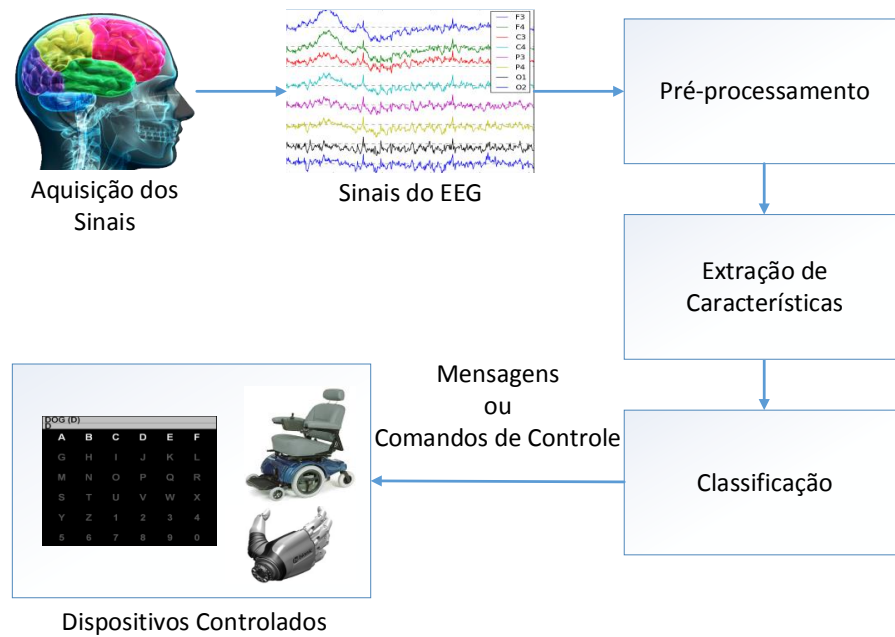 F3
F4
C3
C4
P3
P4
O1
O2
Aquisição dos
Sinais
Sinais do EEG
Pré-processamento
Extração de
Características
Classificação
Mensagens
ou
Comandos de Controle
DOG (D)
D
A B C D E F
G H I J K L
M N O P Q R
S T U V W X
Y Z 1 2 3 4
5 6 7 8 9 0
Dispositivos Controlados